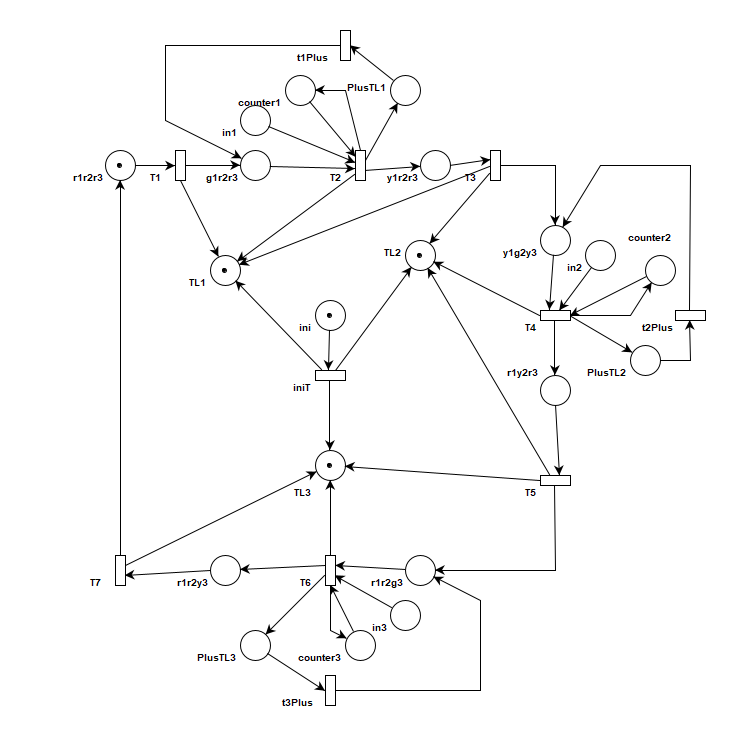 t1Plus
PlusTL1
counter1
in1
r1r2r3
T1
g1r2r3
T2
y1r2r3
T3
counter2
TL2
y1g2y3
in2
TL1
ini
T4
t2Plus
iniT
r1y2r3
PlusTL2
TL3
T5
T7
r1r2y3
T6
r1r2g3
in3
PlusTL3
counter3
t3Plus